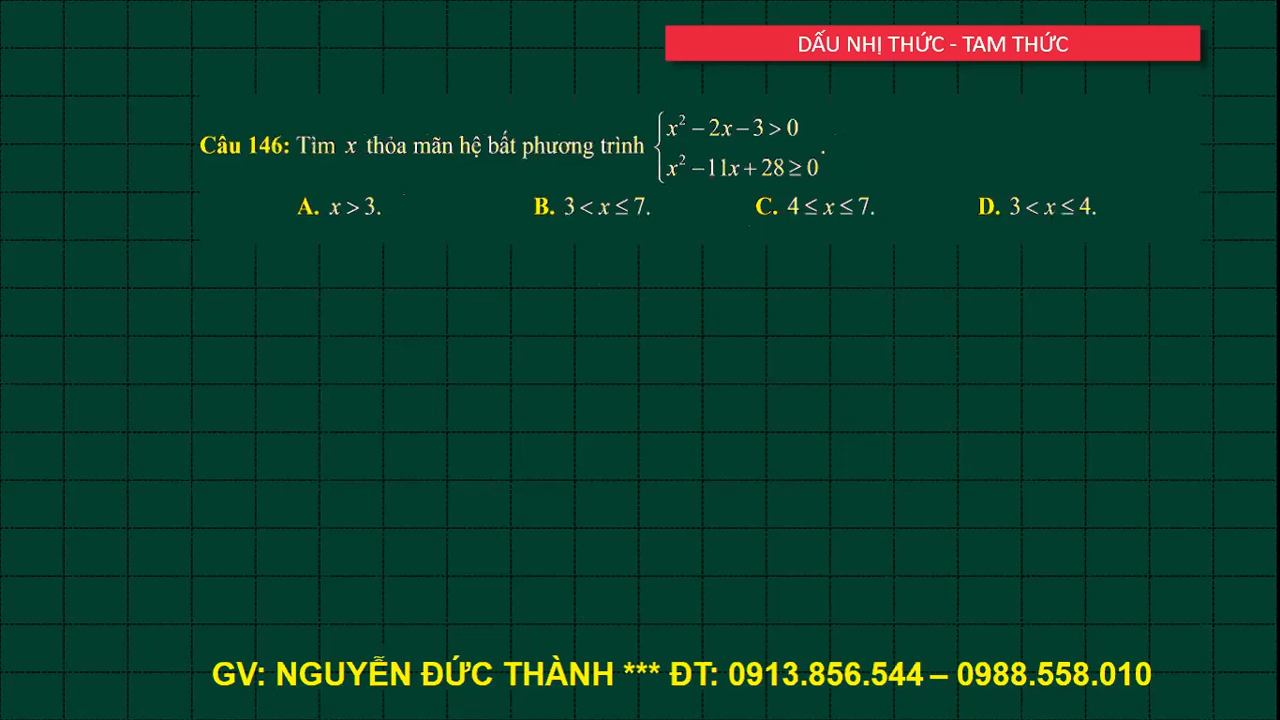 DẤU NHỊ THỨC - TAM THỨC
Câu 146: Tìm x thỏa mãn hệ bất phương trình { x² − 2x − 3 > 0
x² − 11x + 28 ≥ 0 .
A. x > 3. B. 3 < x ≤ 7. C. 4 ≤ x ≤ 7. D. 3 < x ≤ 4.
GV: NGUYỄN ĐỨC THÀNH *** ĐT: 0913.856.544 – 0988.558.010